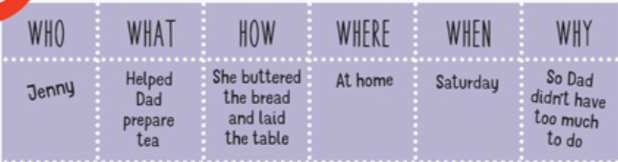 WHO
WHAT
HOW
WHERE
WHEN
WHY
Jenny
Helped
Dad
prepare
tea
She buttered
the bread
and laid
the table
At home
Saturday
So Dad
didn't have
too much
to do